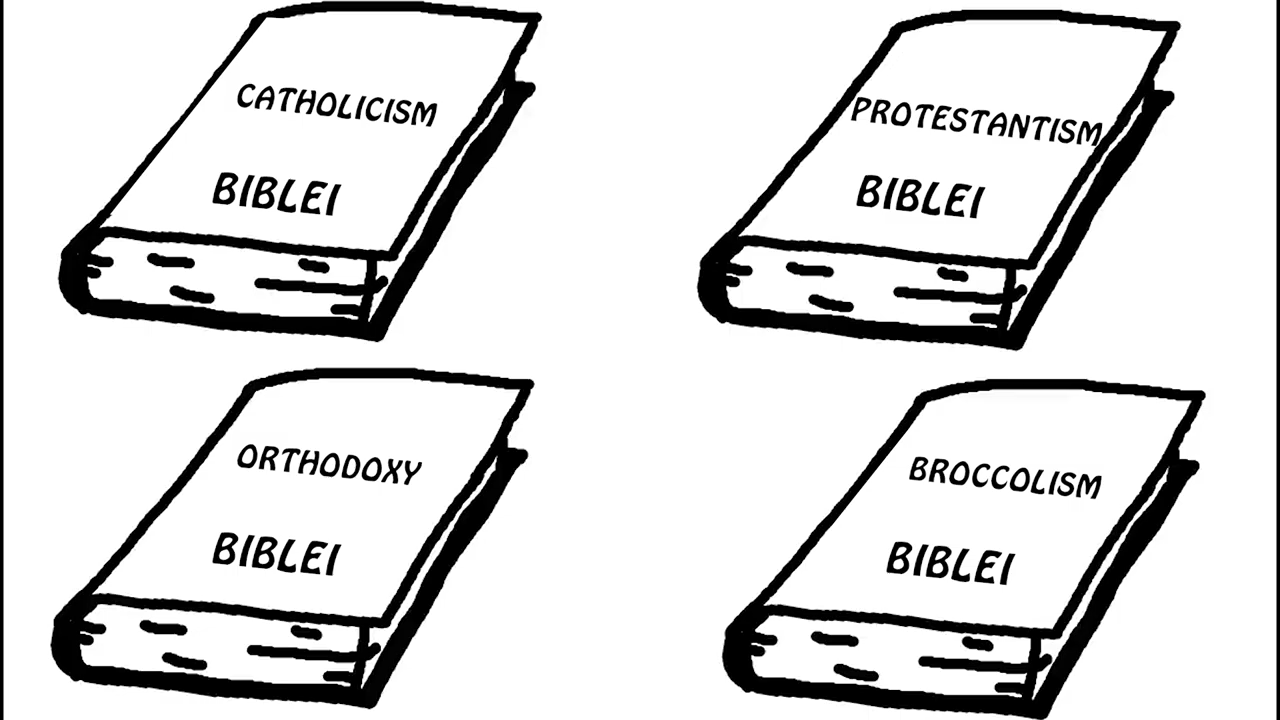 CATHOLICISM
BIBLEI
PROTESTANTISM
BIBLEI
ORTHODOXY
BIBLEI
BROCCOLISM
BIBLEI